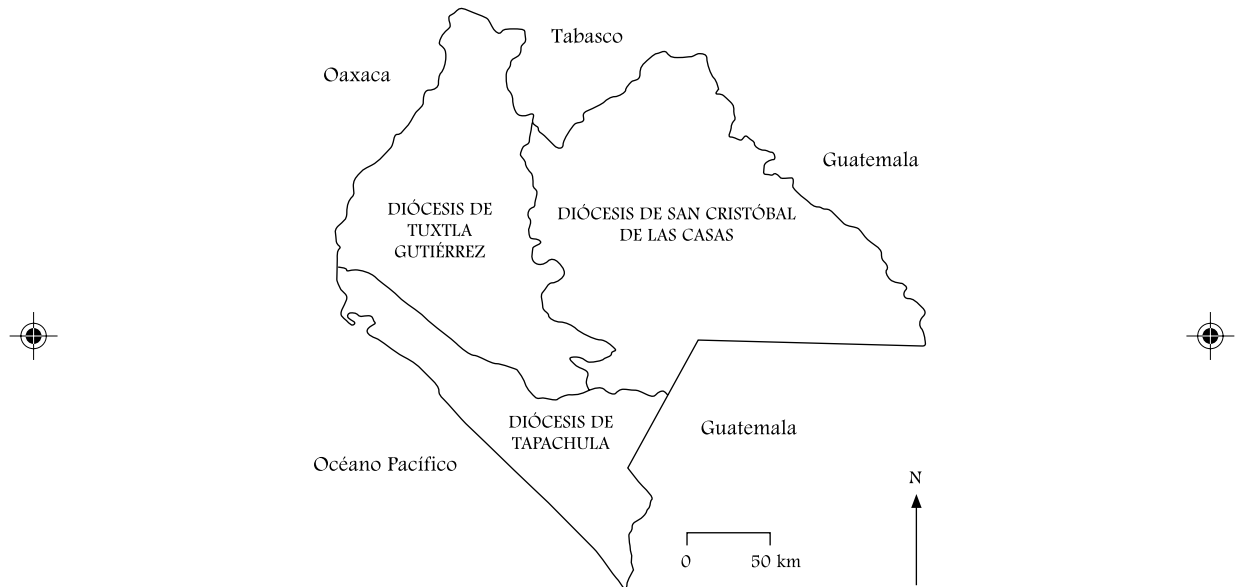 Tabasco
Oaxaca
Guatemala
DIÓCESIS DE
TUXTLA
GUTIÉRREZ
DIÓCESIS DE SAN CRISTÓBAL
DE LAS CASAS
DIÓCESIS DE
TAPACHULA
Guatemala
Océano Pacífico
N
0 50 km